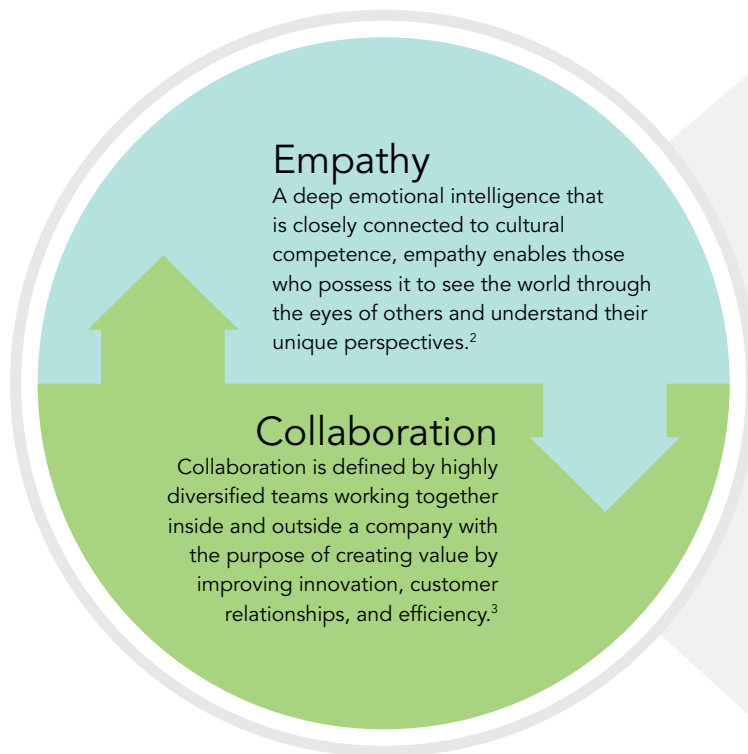 Empathy
A deep emotional intelligence that
is closely connected to cultural
competence, empathy enables those
who possess it to see the world through
the eyes of others and understand their
unique perspectives.²
Collaboration
Collaboration is defined by highly
diversified teams working together
inside and outside a company with
the purpose of creating value by
improving innovation, customer
relationships, and efficiency.³